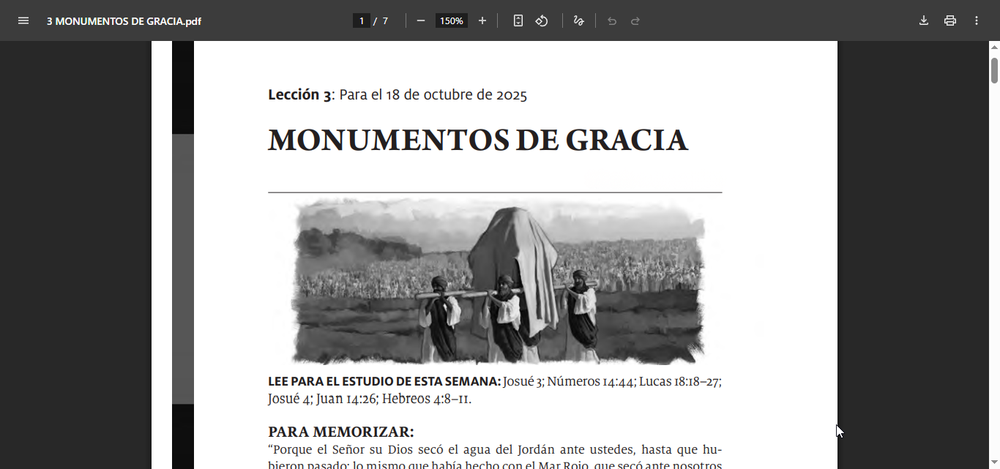 3 MONUMENTOS DE GRACIA.pdf
1 / 7
150%
Lección 3: Para el 18 de octubre de 2025
MONUMENTOS DE GRACIA
LEE PARA EL ESTUDIO DE ESTA SEMANA: Josué 3; Números 14:44; Lucas 18:18–27;
Josué 4; Juan 14:26; Hebreos 4:8–11.
PARA MEMORIZAR:
“Porque el Señor su Dios secó el agua del Jordán ante ustedes, hasta que hu-
bieron pasado; lo mismo que había hecho con el Mar Rojo, que secó ante nosotros